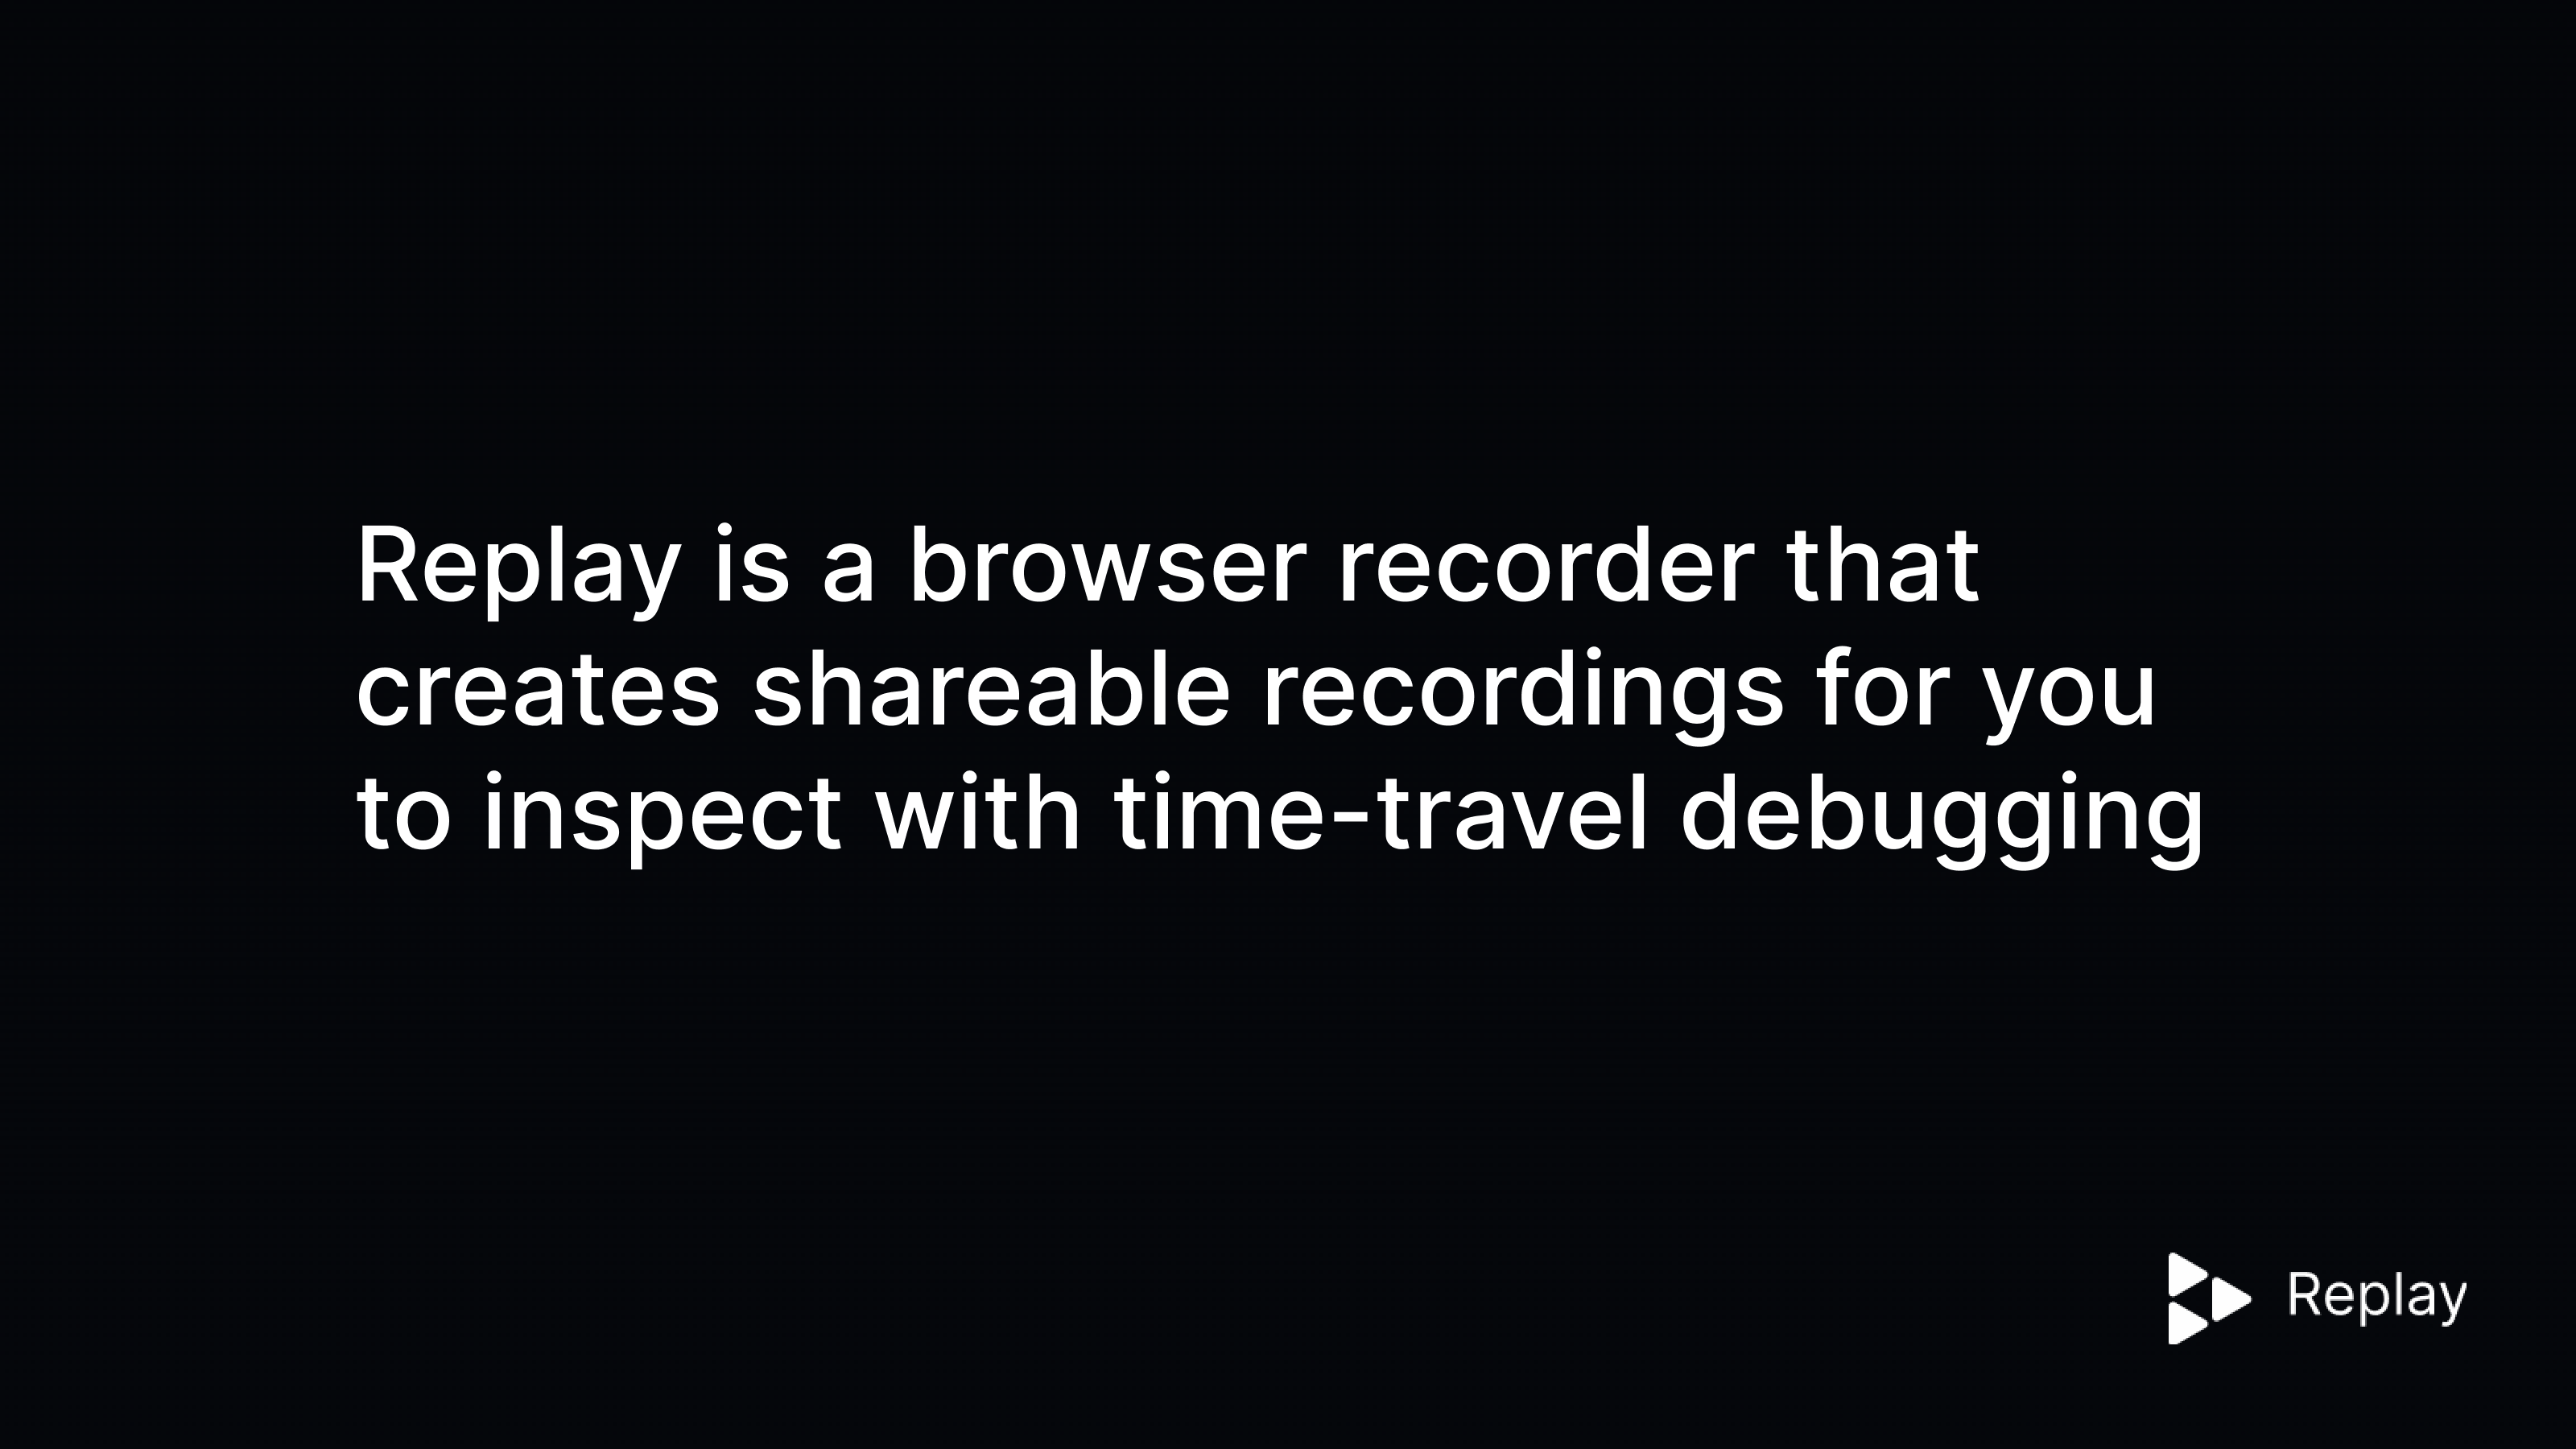 Replay is a browser recorder that
creates shareable recordings for you
to inspect with time-travel debugging
Replay